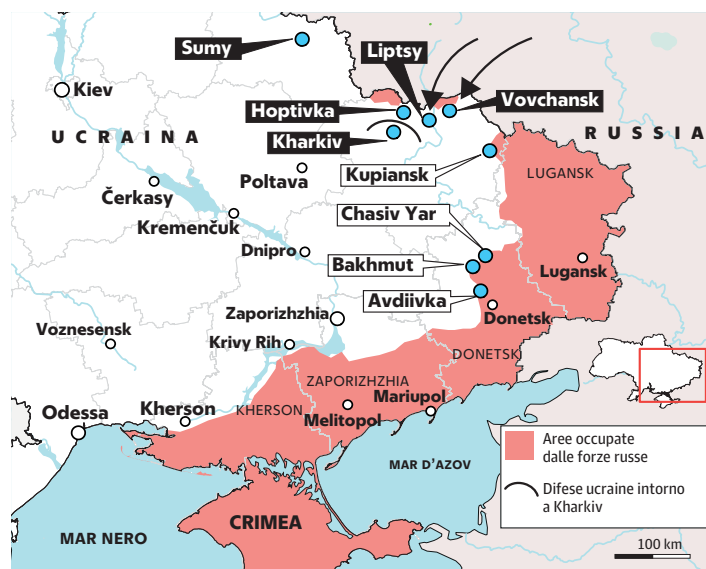 Sumy
Liptsy
Kiev
Hoptivka
Vovchansk
UCRAINA
Kharkiv
RUSSIA
Poltava
Kupiansk
LUGANSK
Čerkasy
Kremenčuk
Chasiv Yar
Dnipro
Bakhmut
Lugansk
Avdiivka
Zaporizhzhia
Donetsk
Voznesensk
Krivy Rih
DONETSK
ZAPORIZHZHIA
Mariupol
Kherson
KHERSON
Odessa
Melitopol
MAR D'AZOV
Aree occupate
dalle forze russe
Difese ucraine intorno
a Kharkiv
CRIMEA
MAR NERO
100 km